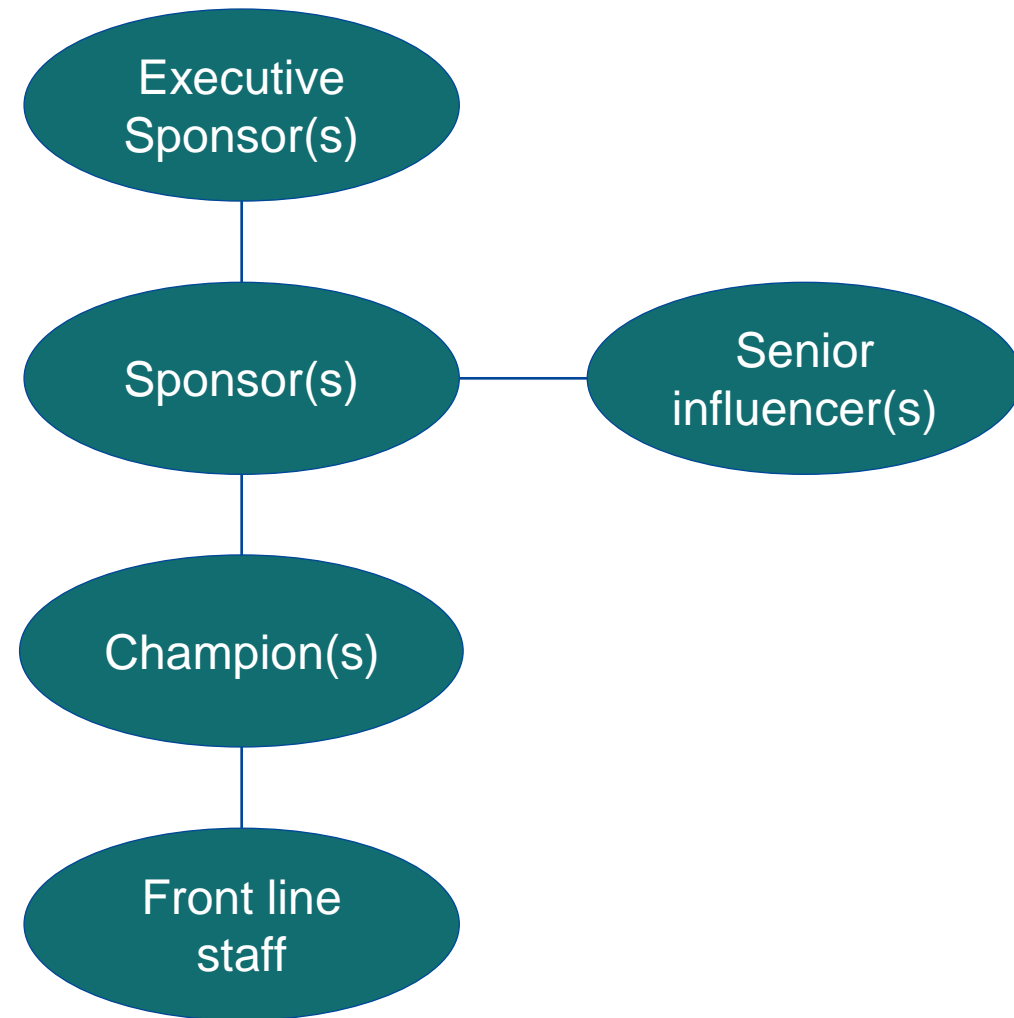 Executive
Sponsor(s)
Sponsor(s)
Senior
influencer(s)
Champion(s)
Front line
staff